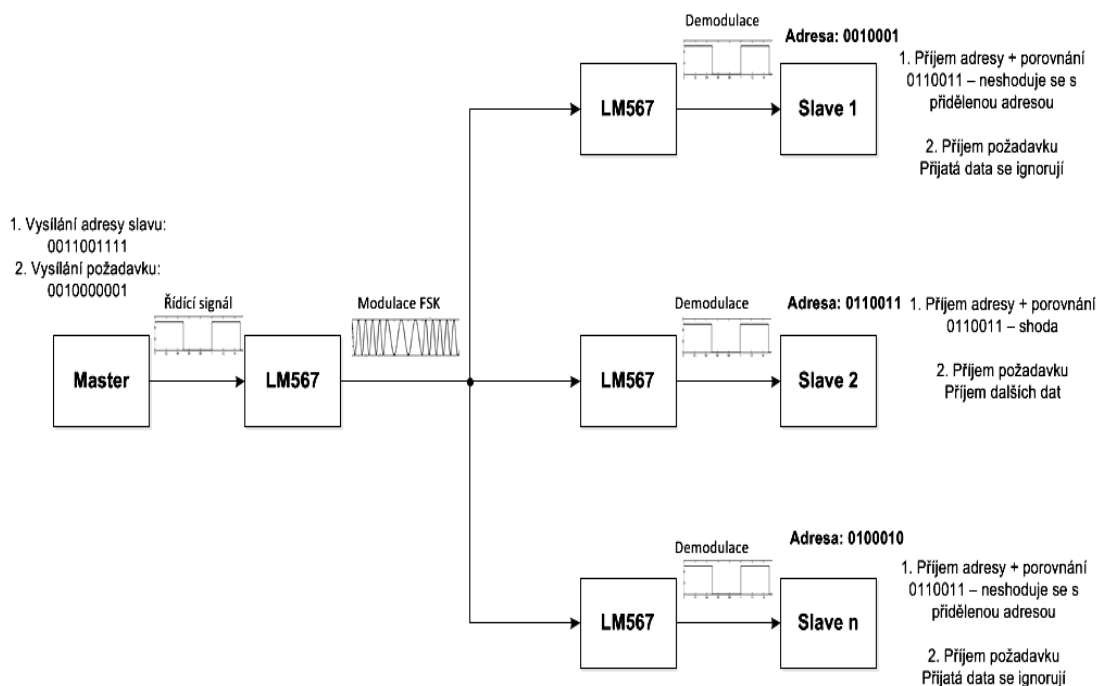 Demodulace
Adresa: 0010001
LM567
Slave 1
1. Příjem adresy + porovnání
0110011 – neshoduje se s
přidělenou adresou
2. Příjem požadavku
Přijatá data se ignorují
1. Vysílání adresy slavu:
0011001111
2. Vysílání požadavku:
0010000001
Řídící signál
Modulace FSK
Master
LM567
Demodulace
Adresa: 0110011
LM567
Slave 2
1. Příjem adresy + porovnání
0110011 – shoda
2. Příjem požadavku
Příjem dalších dat
Demodulace
Adresa: 0100010
LM567
Slave n
1. Příjem adresy + porovnání
0110011 – neshoduje se s
přidělenou adresou
2. Příjem požadavku
Přijatá data se ignorují